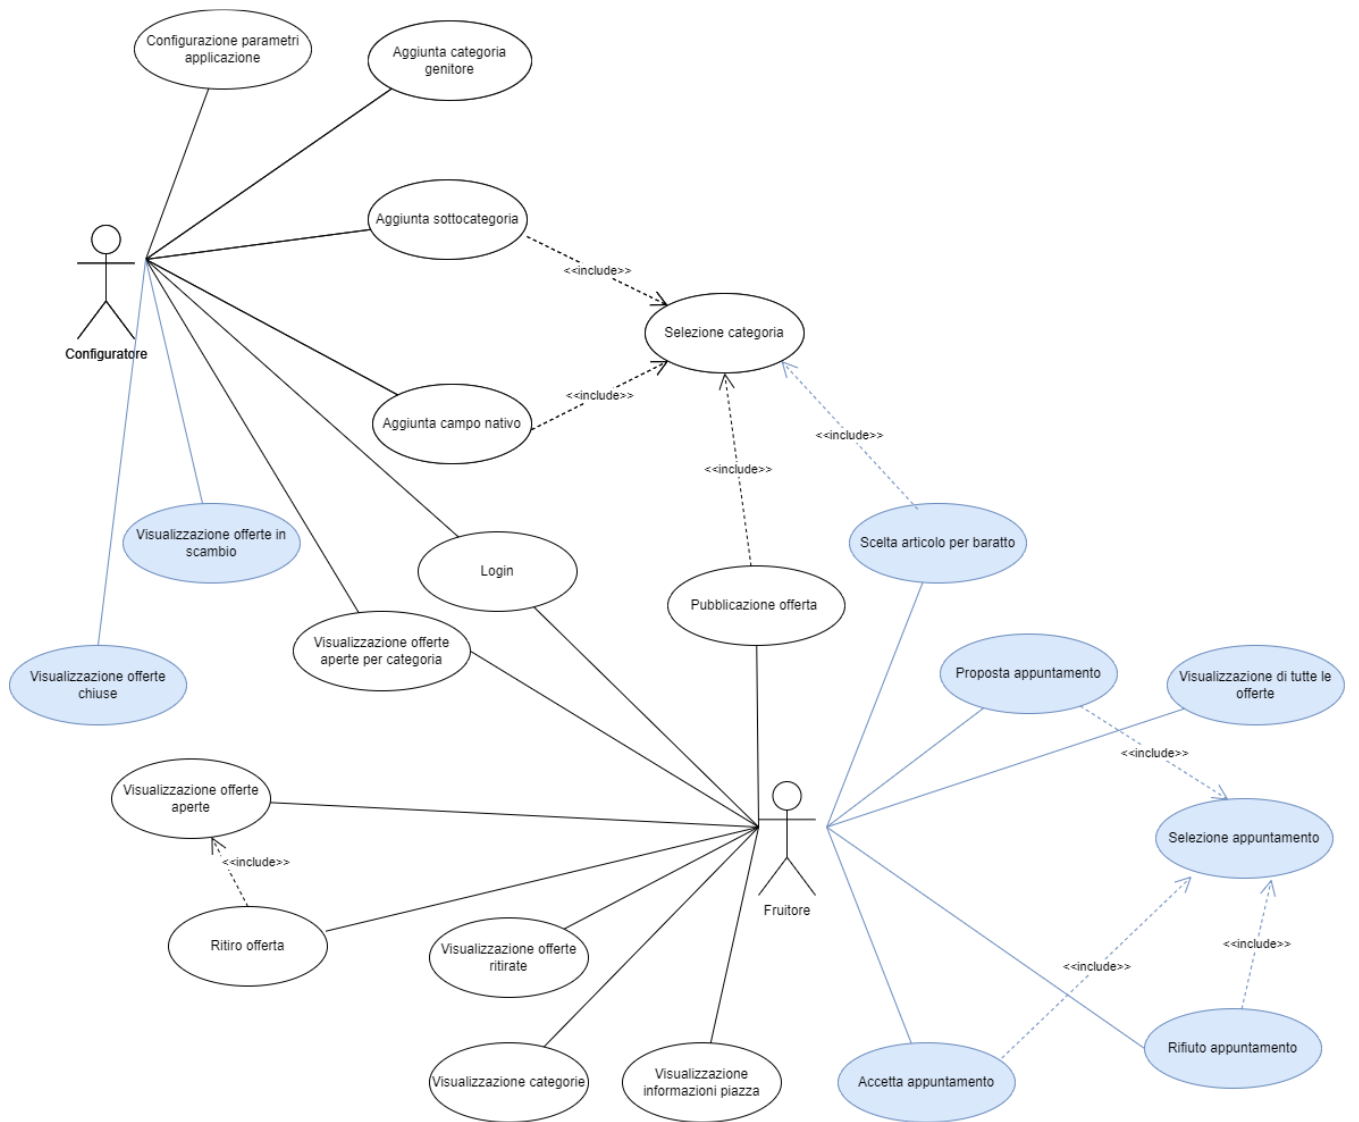 Configurazione parametri
applicazione
Aggiunta categoria
genitore
Aggiunta sottocategoria
<<include>>
Selezione categoria
Configuratore
<<include>>
Aggiunta campo nativo
<<include>>
<<include>>
Visualizzazione offerte in
scambio
Scelta articolo per baratto
Login
Pubblicazione offerta
Visualizzazione offerte
aperte per categoria
Visualizzazione offerte
chiuse
Proposta appuntamento
Visualizzazione di tutte le
offerte
<<include>>
Visualizzazione offerte
aperte
Selezione appuntamento
<<include>>
Fruitore
Ritiro offerta
Visualizzazione offerte
ritirate
<<include>>
<<include>>
Rifiuto appuntamento
Visualizzazione categorie
Visualizzazione
informazioni piazza
Accetta appuntamento